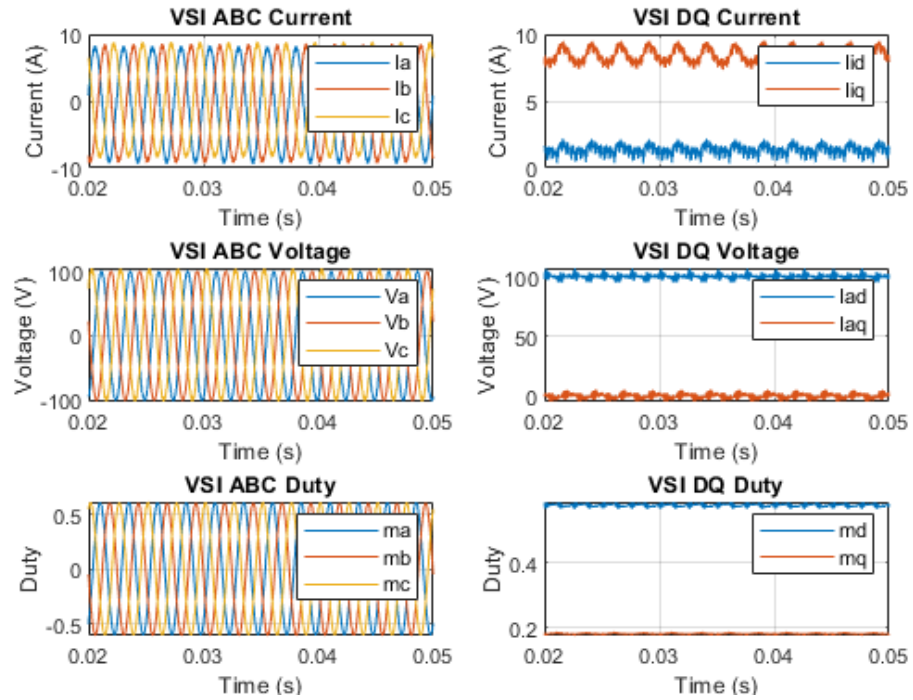 VSI ABC Current
Current (A)
10
0
-10
Ia
Ib
Ic
0.02
0.03
0.04
0.05
Time (s)
VSI DQ Current
Current (A)
10
5
0
Iid
Iiq
0.02
0.03
0.04
0.05
Time (s)
VSI ABC Voltage
Voltage (V)
100
0
-100
Va
Vb
Vc
0.02
0.03
0.04
0.05
Time (s)
VSI DQ Voltage
Voltage (V)
100
50
0
Iad
Iaq
0.02
0.03
0.04
0.05
Time (s)
VSI ABC Duty
Duty
0.5
0
-0.5
ma
mb
mc
0.02
0.03
0.04
0.05
Time (s)
VSI DQ Duty
Duty
0.4
0.2
md
mq
0.02
0.03
0.04
0.05
Time (s)